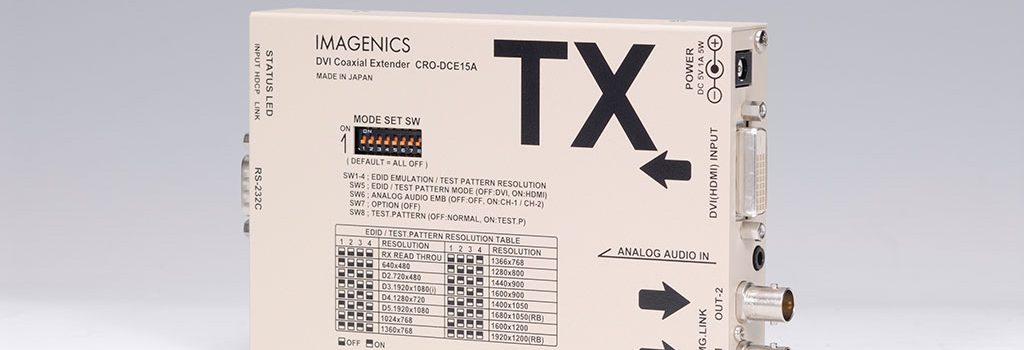 IMAGENICS
DVI Coaxial Extender CRO-DCE15A
MADE IN JAPAN
TX
STATUS LED
INPUT HDCP LINK
RS-232C
MODE SET SW
ON
ON
1 2 3 4 5 6 7 8
( DEFAULT = ALL OFF )
SW1-4 ; EDID EMULATION / TEST PATTERN RESOLUTION
SW5 ; EDID / TEST PATTERN MODE (OFF:DVI, ON:HDMI)
SW6 ; ANALOG AUDIO EMB (OFF:OFF, ON:CH-1 / CH-2)
SW7 ; OPTION (OFF)
SW8 ; TEST.PATTERN (OFF:NORMAL, ON:TEST.P)
EDID / TEST.PATTERN RESOLUTION TABLE
1 2 3 4 RESOLUTION 1 2 3 4 RESOLUTION
RX READ THROU 1366x768
640x480 1280x800
D2.720x480 1440x900
D3.1920x1080(i) 1600x900
D4.1280x720 1400x1050
D5.1920x1080 1680x1050(RB)
1024x768 1600x1200
1360x768 1920x1200(RB)
OFF ON
POWER
DC 5V 1A 5W
DVI(HDMI) INPUT
ANALOG AUDIO IN
OUT-2
MG.LINK